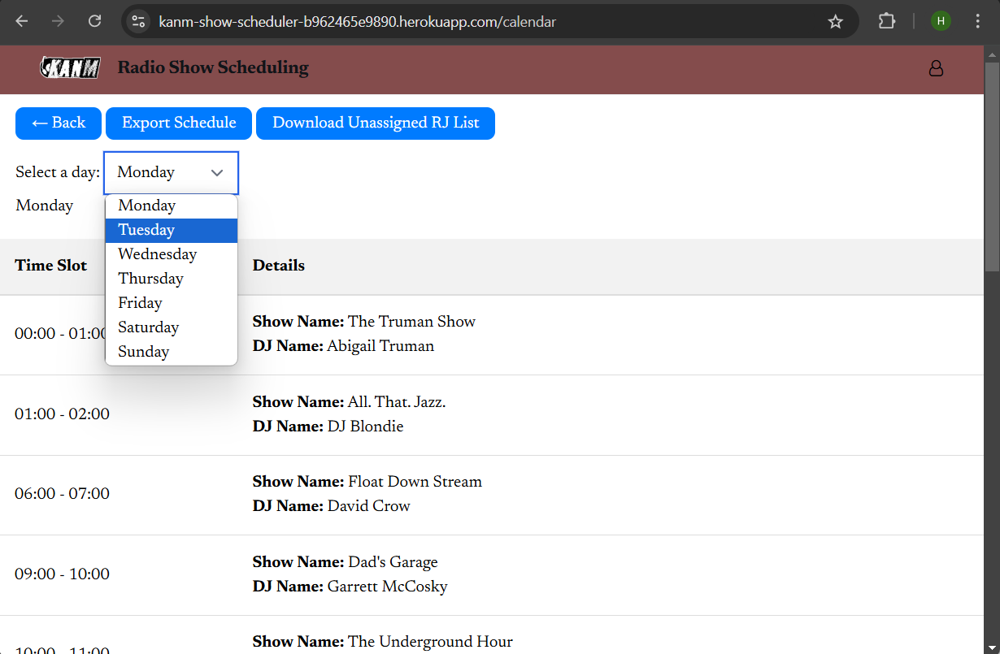 kanm-show-scheduler-b962465e9890.herokuapp.com/calendar
H
KANM Radio Show Scheduling
← Back Export Schedule Download Unassigned RJ List
Select a day: Monday
Monday
Monday
Tuesday
Wednesday
Thursday
Friday
Saturday
Sunday
Time Slot Details
00:00 - 01:00
Show Name: The Truman Show
DJ Name: Abigail Truman
01:00 - 02:00
Show Name: All. That. Jazz.
DJ Name: DJ Blondie
06:00 - 07:00
Show Name: Float Down Stream
DJ Name: David Crow
09:00 - 10:00
Show Name: Dad's Garage
DJ Name: Garrett McCosky
10:00 - 11:00
Show Name: The Underground Hour